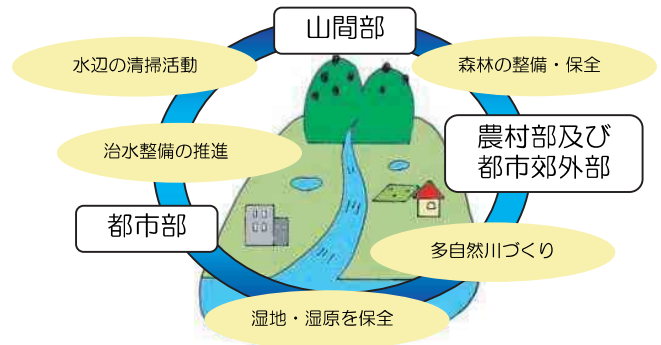 山間部
水辺の清掃活動
森林の整備・保全
治水整備の推進
農村部及び
都市郊外部
都市部
多自然川づくり
湿地・湿原を保全